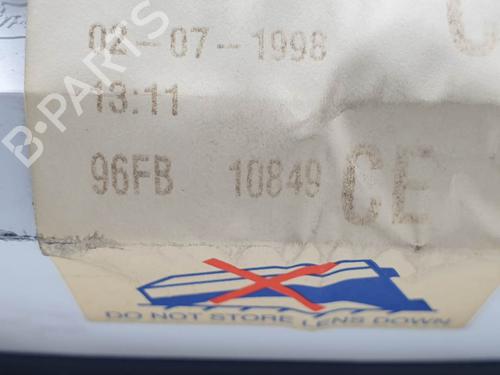 02-07-1998
13:11
96FB 10849 CE
DO NOT STORE LENS DOWN
B-PARTS